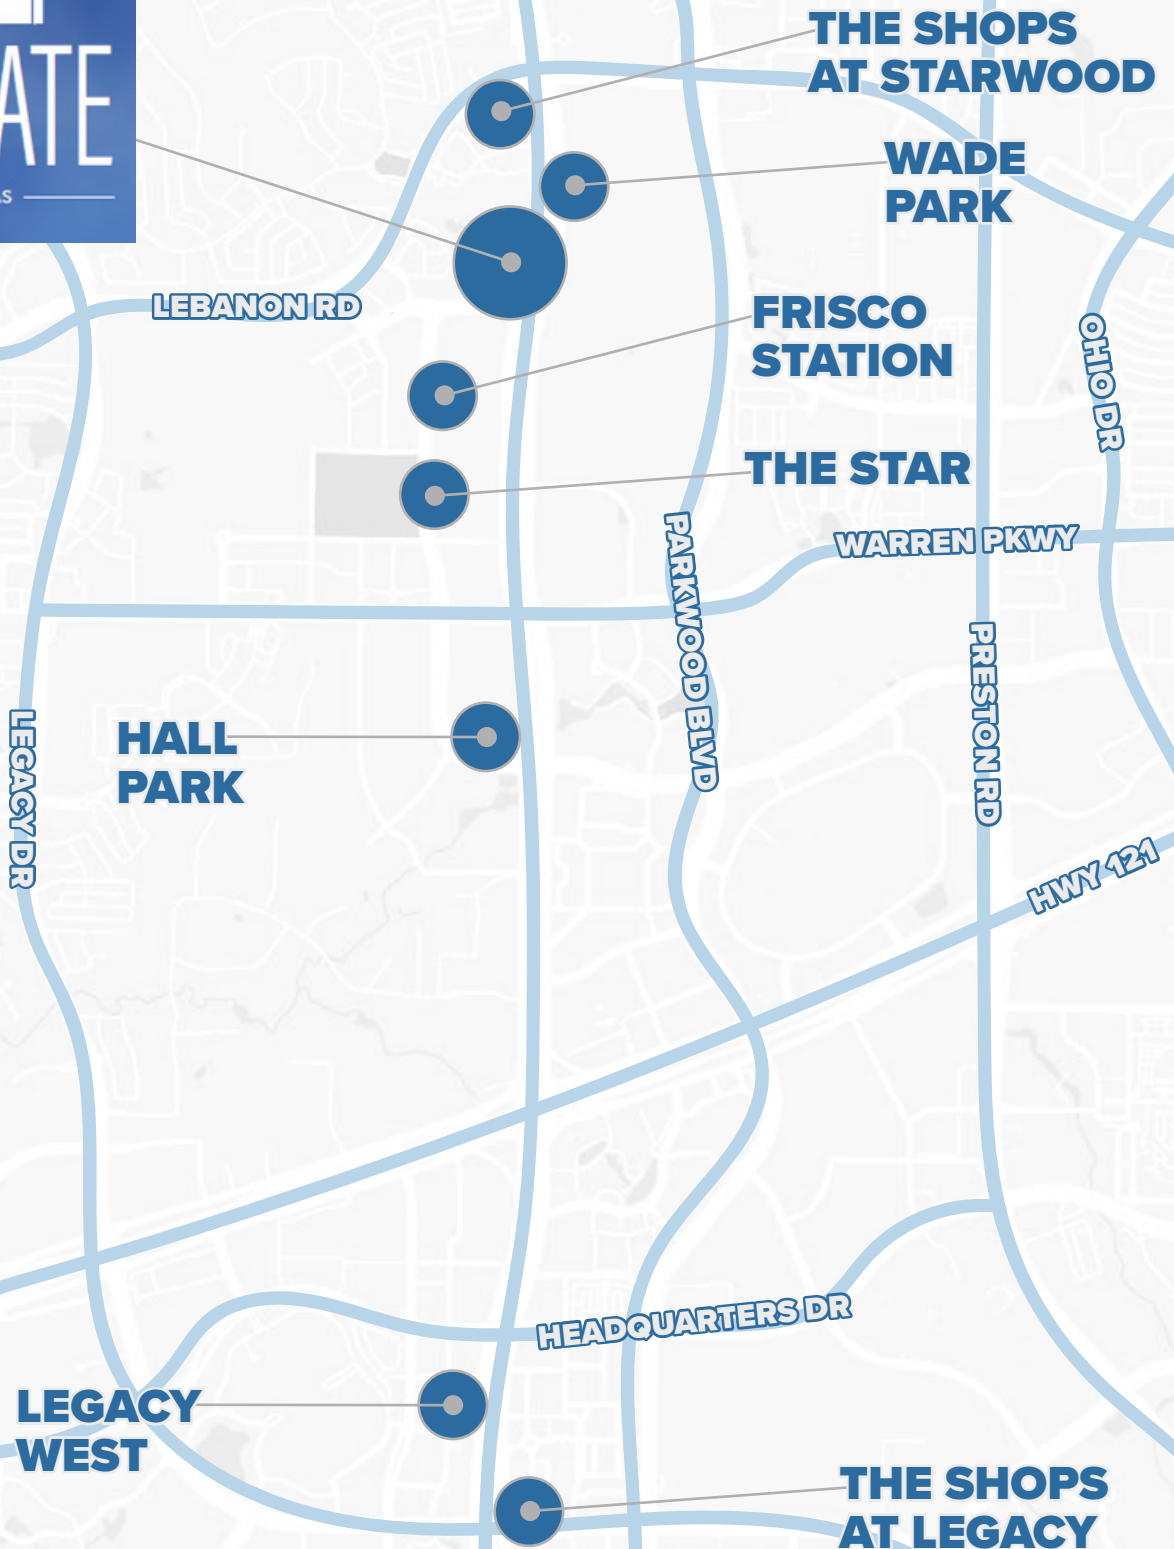 ATE
THE SHOPS
AT STARWOOD
WADE
PARK
LEBANON RD
FRISCO
STATION
OHIO DR
THE STAR
WARREN PKWY
PARKWOOD BLVD
PRESTON RD
HALL
PARK
LEGACY DR
HWY 121
HEADQUARTERS DR
LEGACY
WEST
THE SHOPS
AT LEGACY